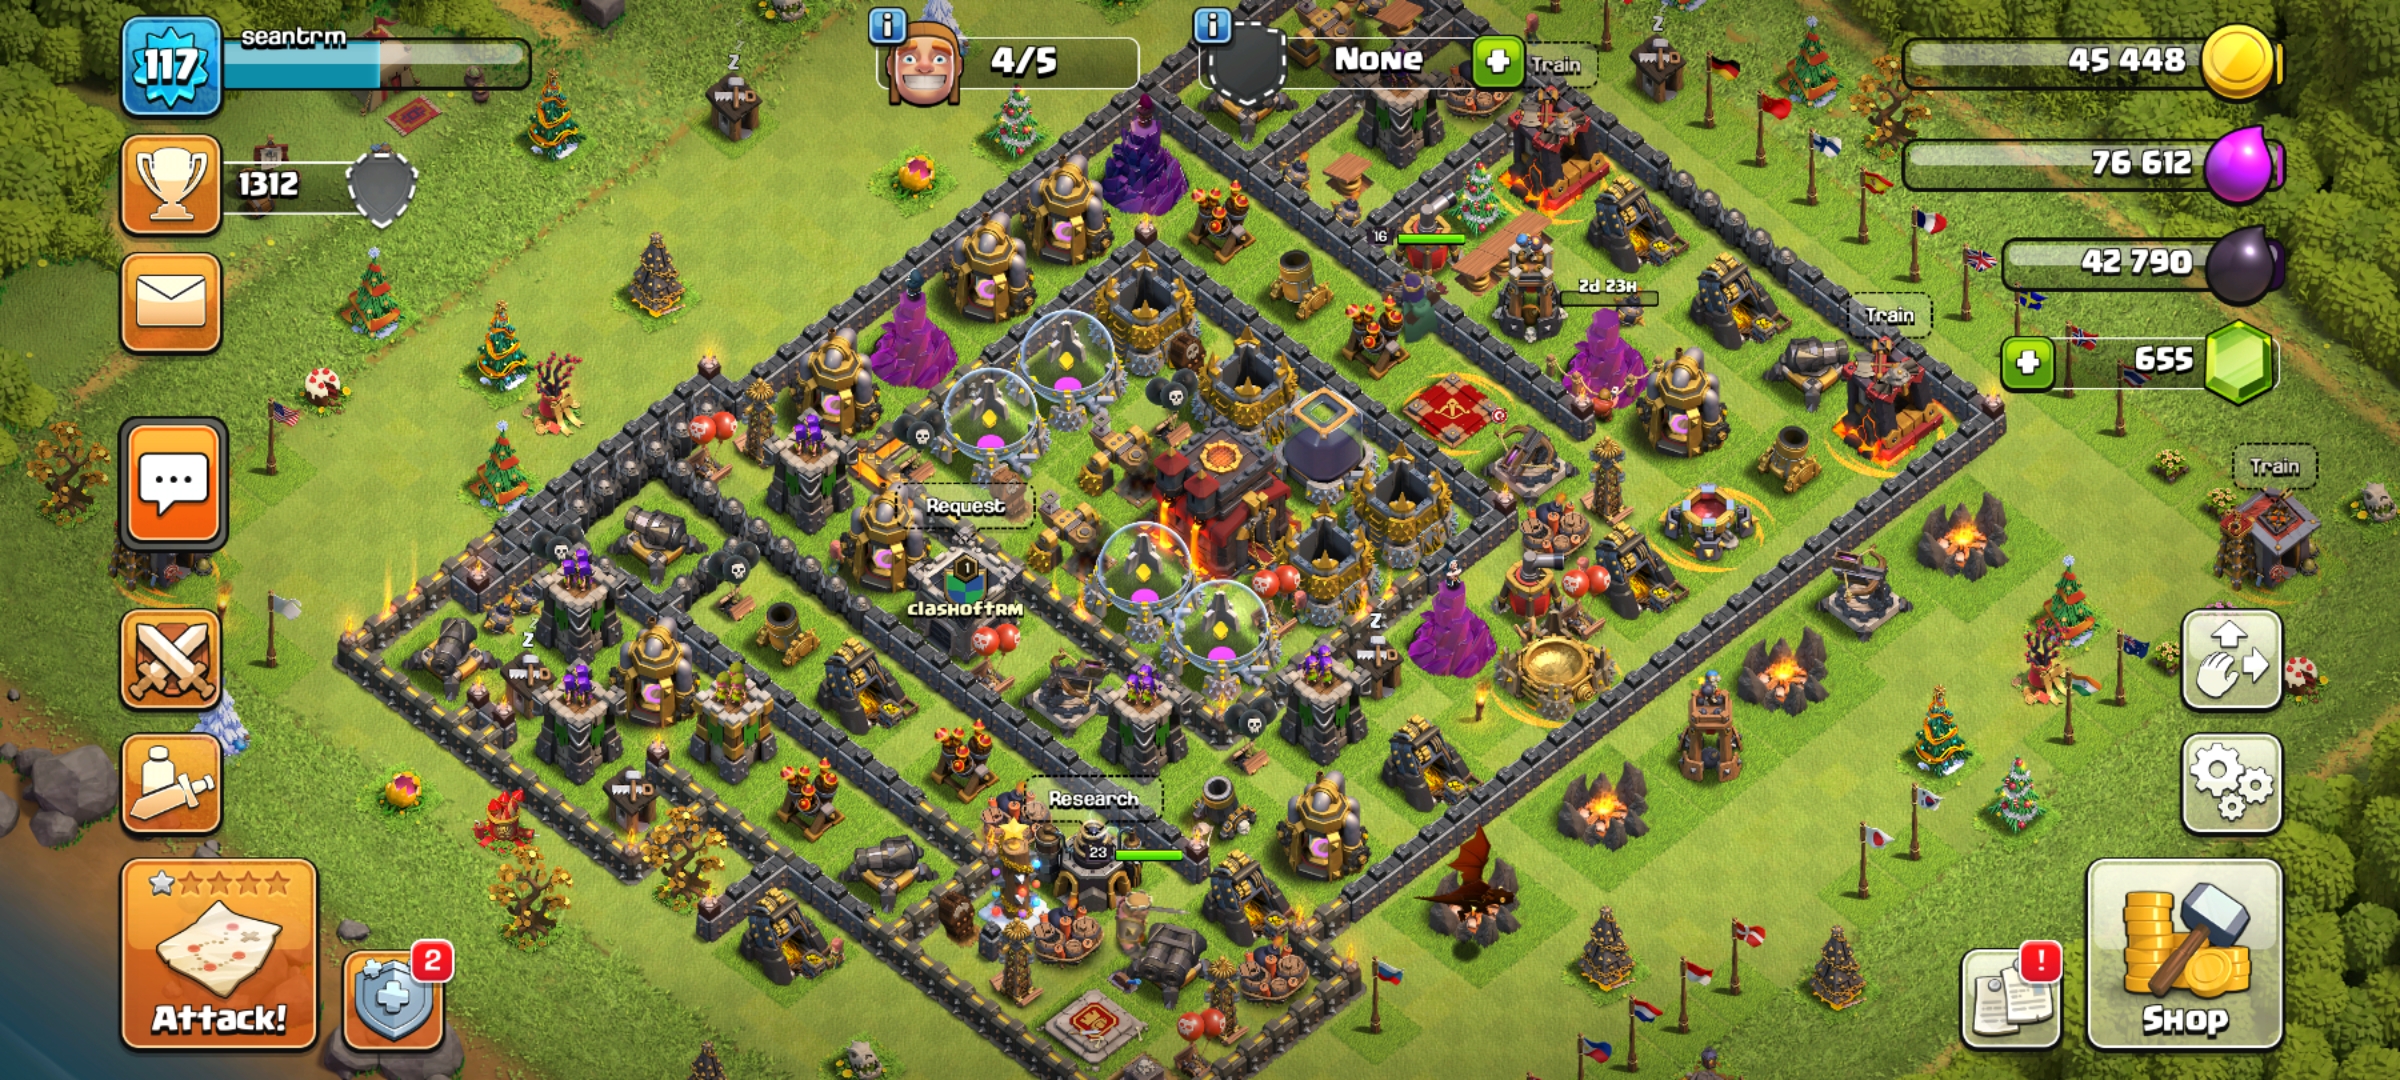 117
seantrm
4/5
None
Train
45 448
1312
76 612
16
42 790
2d 23h
Train
655
Train
Request
1
clashoftrm
Research
23
Attack!
2
!
Shop
z
z
z
z